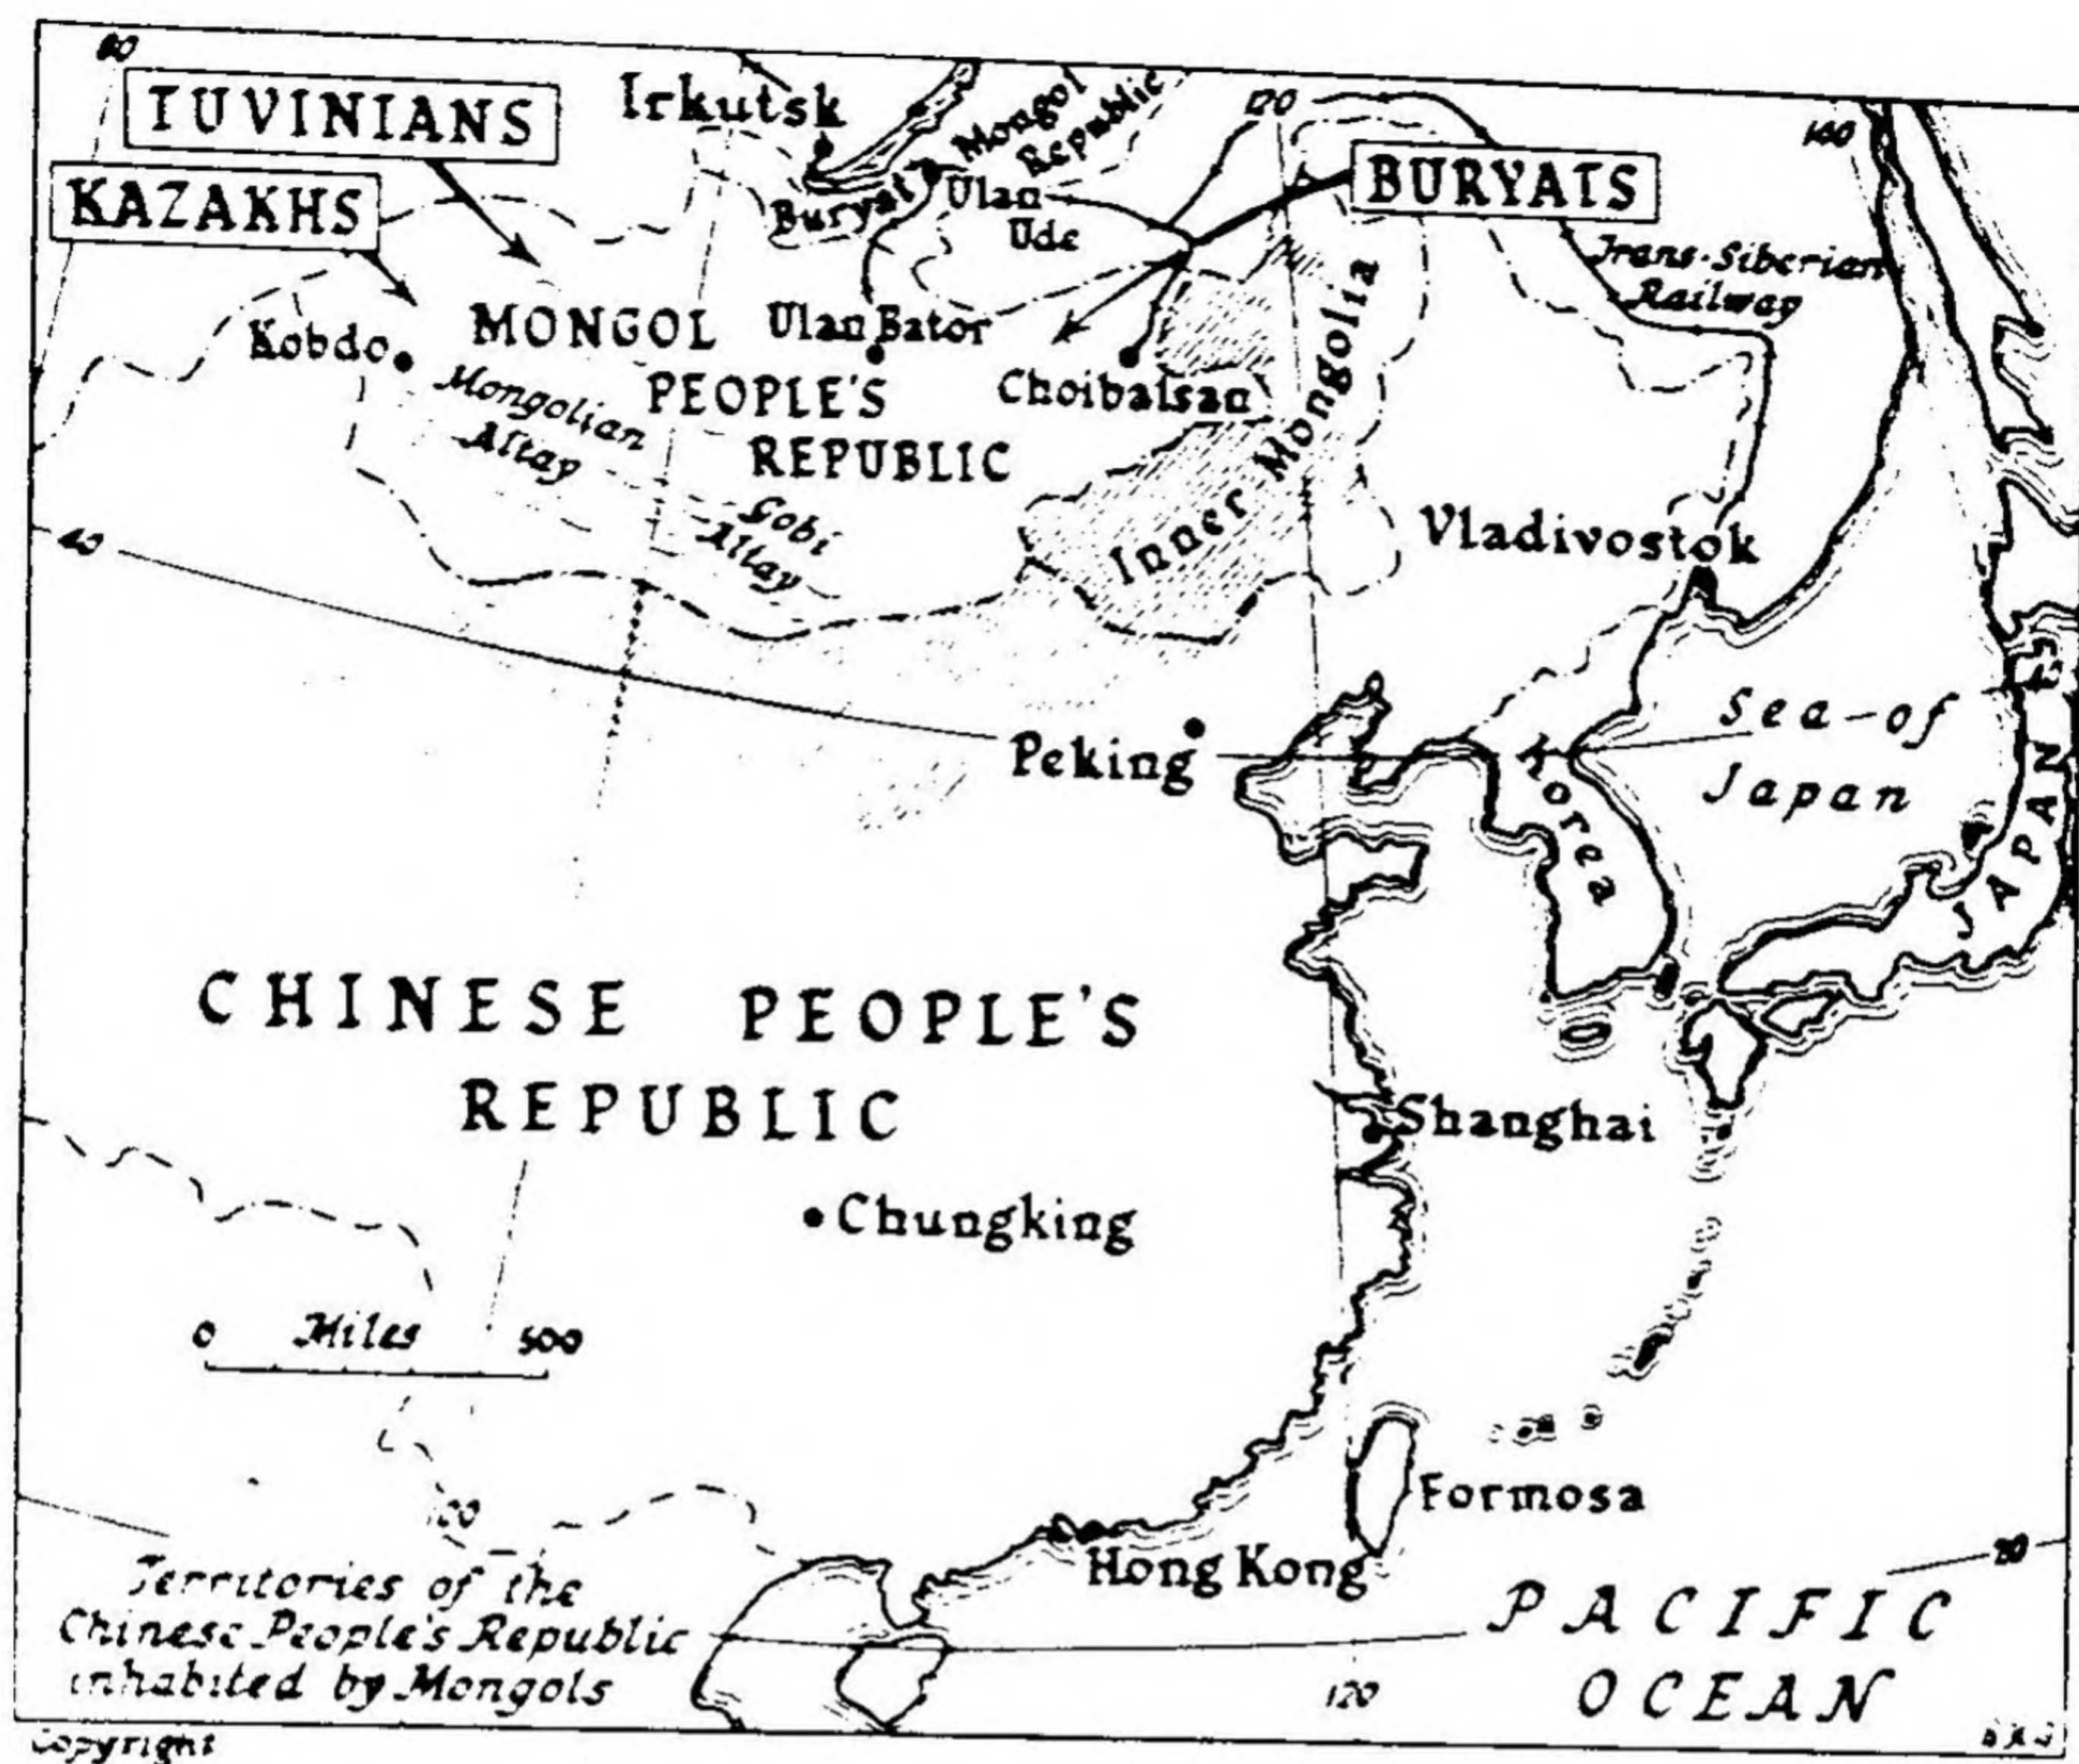 80
TUVINIANS
Irkutsk
Buryat Mongol
Republic
120
140
KAZAKHS
Ulan
Ude
BURYATS
Trans-Siberian
Railway
Kobdo
MONGOL
PEOPLE'S
REPUBLIC
Ulan Bator
Choibalsan
Mongolian
Altay
Gobi
Altay
Inner Mongolia
Vladivostok
40
Peking
Korea
Sea of
Japan
JAPAN
CHINESE PEOPLE'S
REPUBLIC
Shanghai
Chungking
0 Miles 500
Formosa
100
Hong Kong
20
Territories of the
Chinese People's Republic
inhabited by Mongols
PACIFIC
OCEAN
120
Copyright